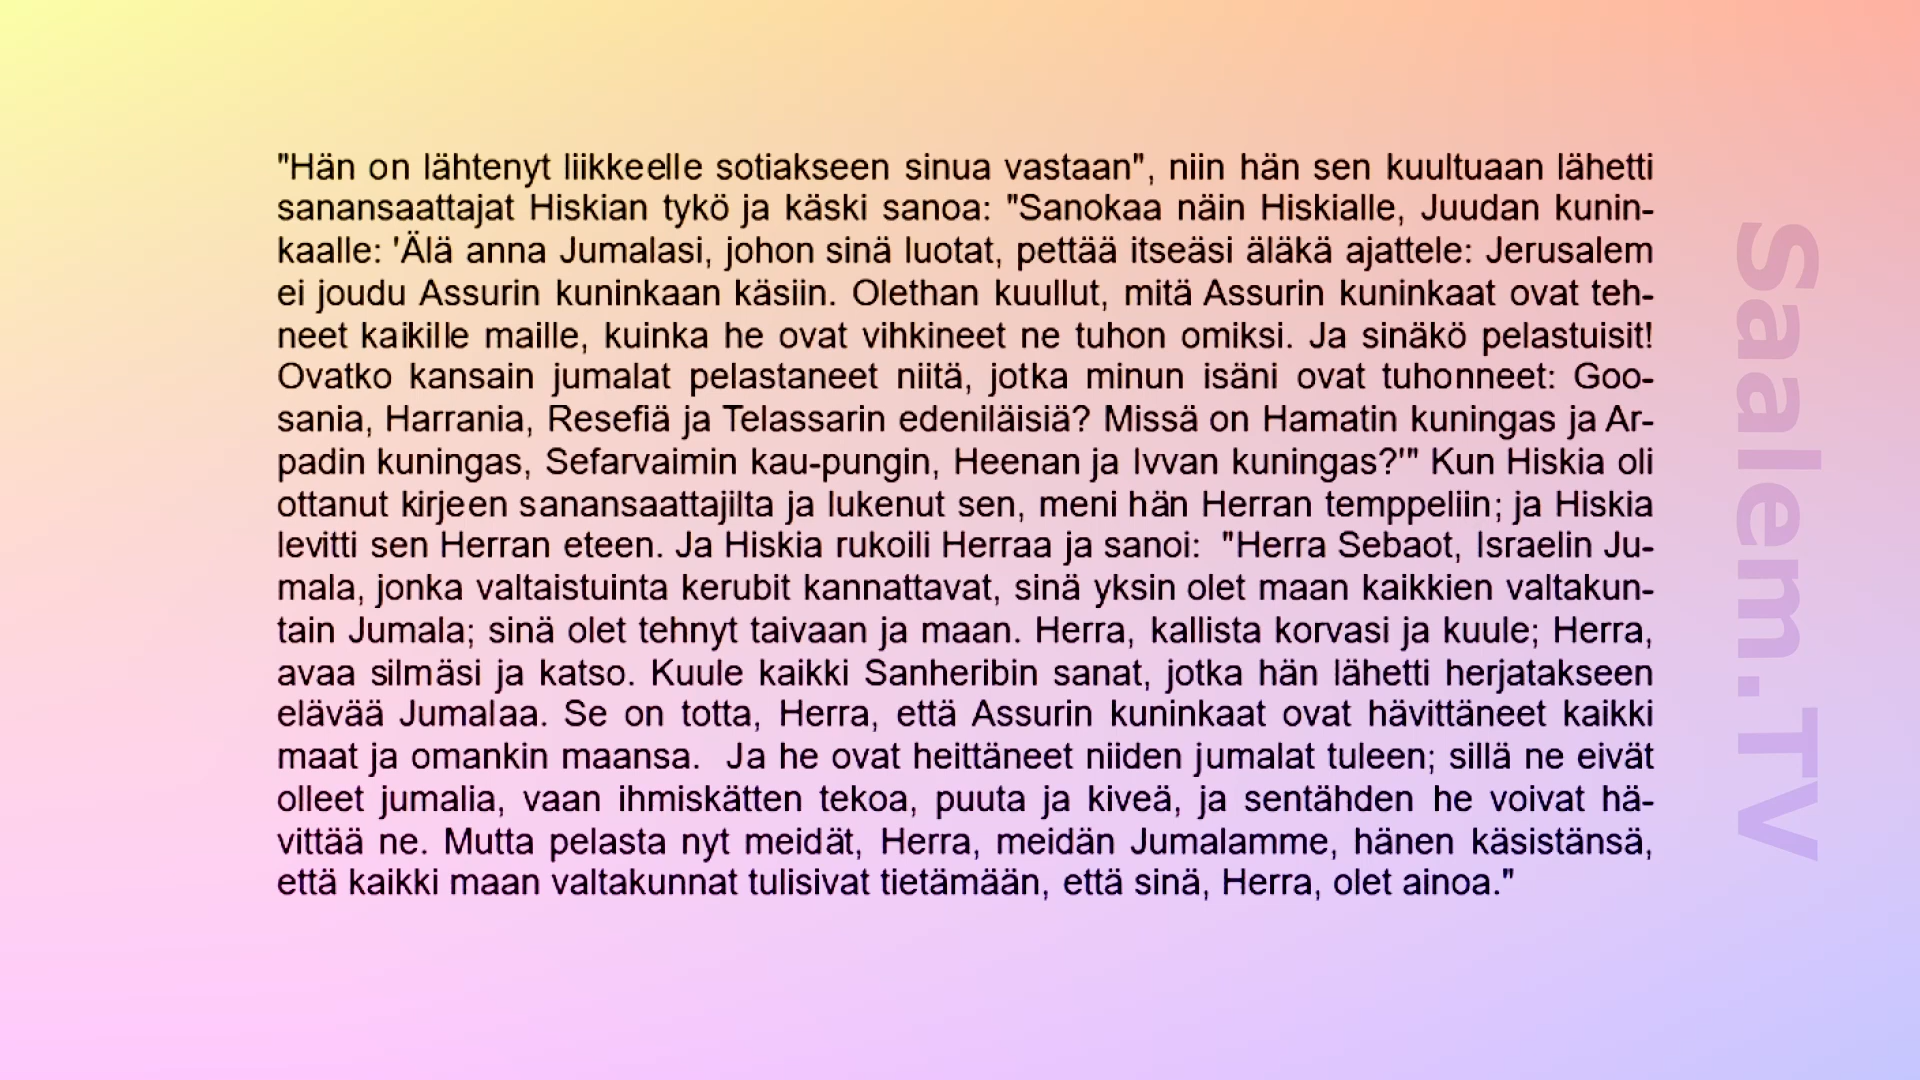 "Hän on lähtenyt liikkeelle sotiakseen sinua vastaan", niin hän sen kuultuaan lähetti
sanansaattajat Hiskian tykö ja käski sanoa: "Sanokaa näin Hiskialle, Juudan kunin-
kaalle: 'Älä anna Jumalasi, johon sinä luotat, pettää itseäsi äläkä ajattele: Jerusalem
ei joudu Assurin kuninkaan käsiin. Olethan kuullut, mitä Assurin kuninkaat ovat teh-
neet kaikille maille, kuinka he ovat vihkineet ne tuhon omiksi. Ja sinäkö pelastuisit!
Ovatko kansain jumalat pelastaneet niitä, jotka minun isäni ovat tuhonneet: Goo-
sania, Harrania, Resefiä ja Telassarin edeniläisiä? Missä on Hamatin kuningas ja Ar-
padin kuningas, Sefarvaimin kau-pungin, Heenan ja Ivvan kuningas?'" Kun Hiskia oli
ottanut kirjeen sanansaattajilta ja lukenut sen, meni hän Herran temppeliin; ja Hiskia
levitti sen Herran eteen. Ja Hiskia rukoili Herraa ja sanoi:  "Herra Sebaot, Israelin Ju-
mala, jonka valtaistuinta kerubit kannattavat, sinä yksin olet maan kaikkien valtakun-
tain Jumala; sinä olet tehnyt taivaan ja maan. Herra, kallista korvasi ja kuule; Herra,
avaa silmäsi ja katso. Kuule kaikki Sanheribin sanat, jotka hän lähetti herjatakseen
elävää Jumalaa. Se on totta, Herra, että Assurin kuninkaat ovat hävittäneet kaikki
maat ja omankin maansa.  Ja he ovat heittäneet niiden jumalat tuleen; sillä ne eivät
olleet jumalia, vaan ihmiskätten tekoa, puuta ja kiveä, ja sentähden he voivat hä-
vittää ne. Mutta pelasta nyt meidät, Herra, meidän Jumalamme, hänen käsistänsä,
että kaikki maan valtakunnat tulisivat tietämään, että sinä, Herra, olet ainoa."
Saalem.TV